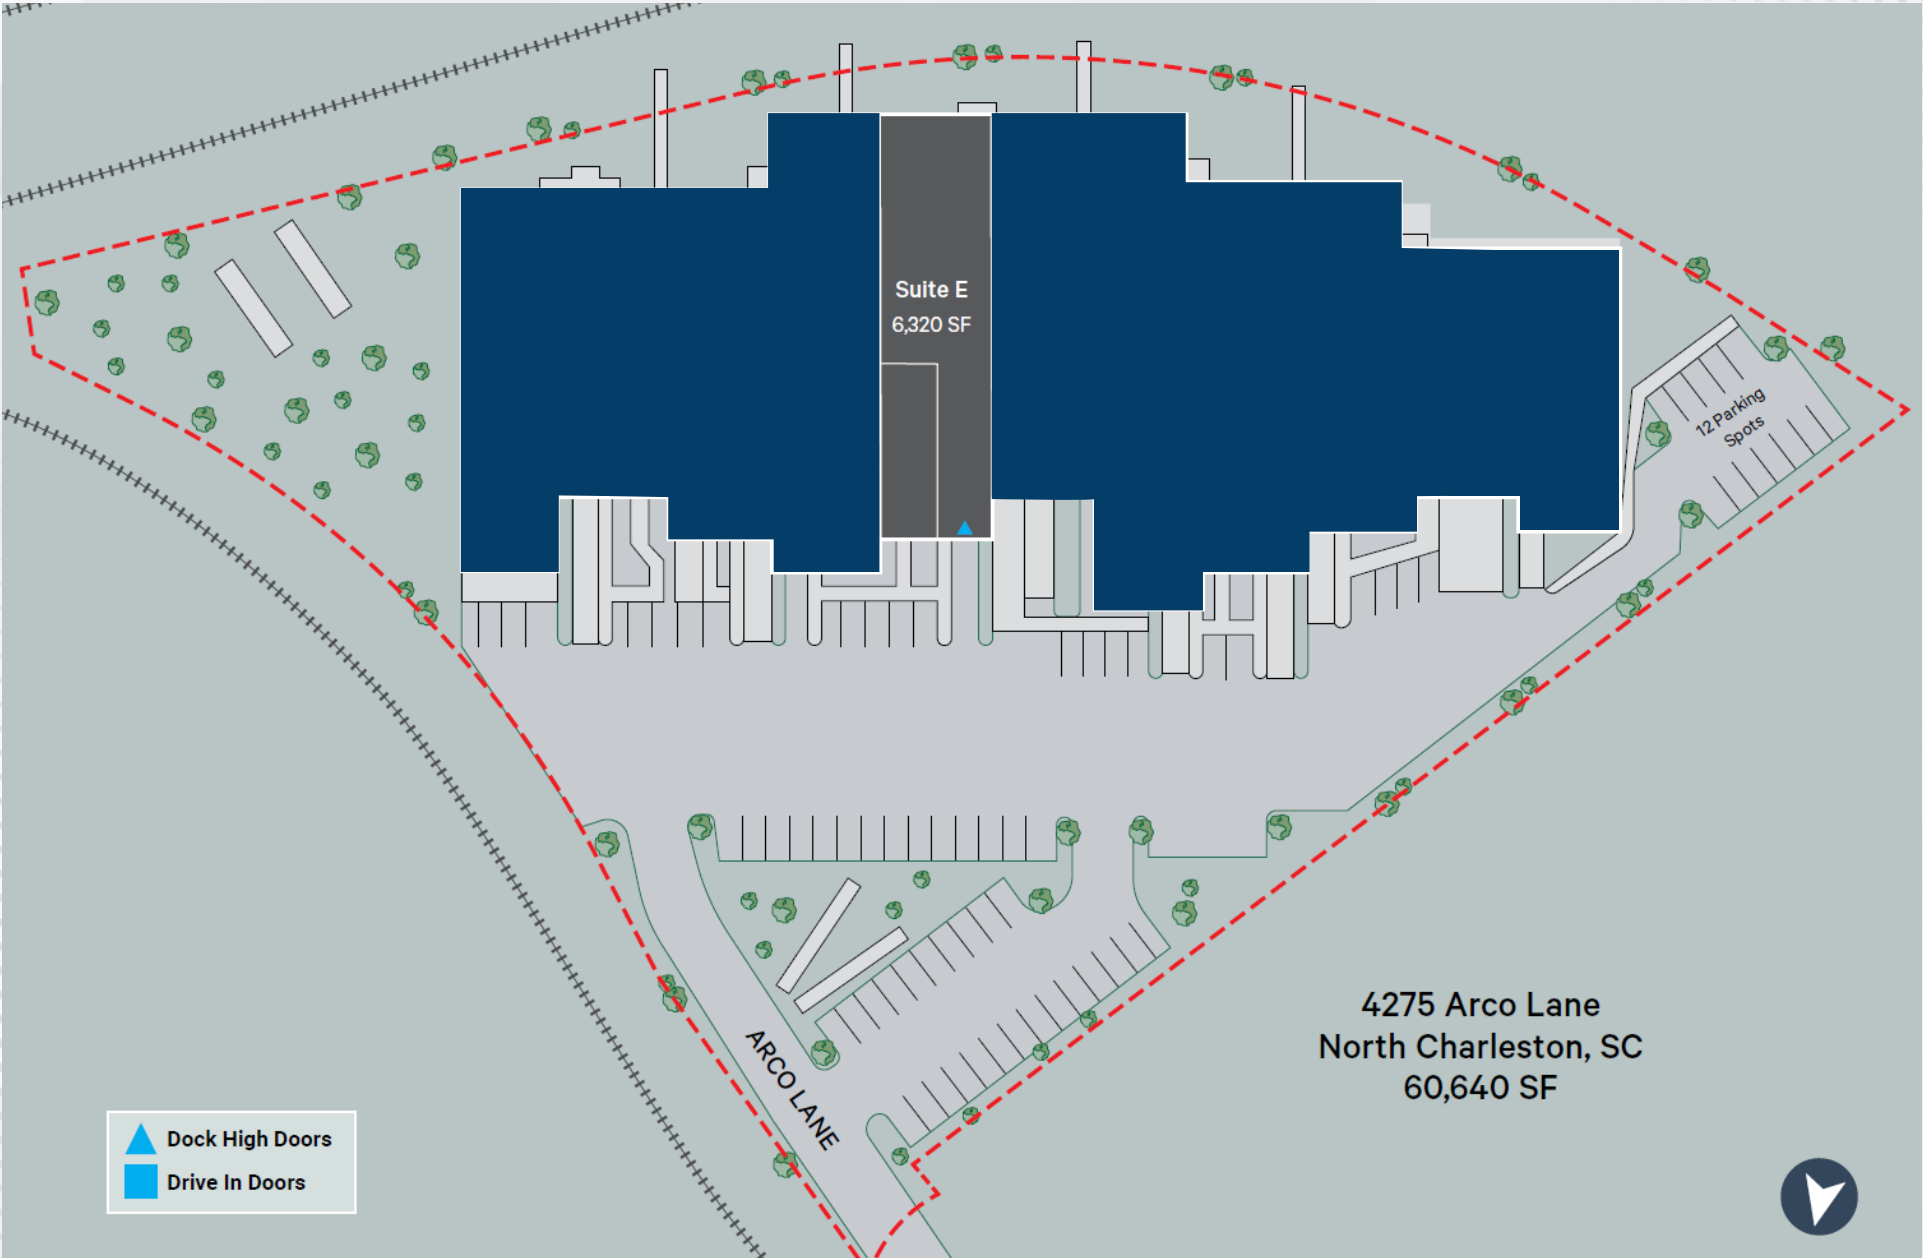 Suite E
6,320 SF
12 Parking
Spots
ARCO LANE
4275 Arco Lane
North Charleston, SC
60,640 SF
Dock High Doors
Drive In Doors